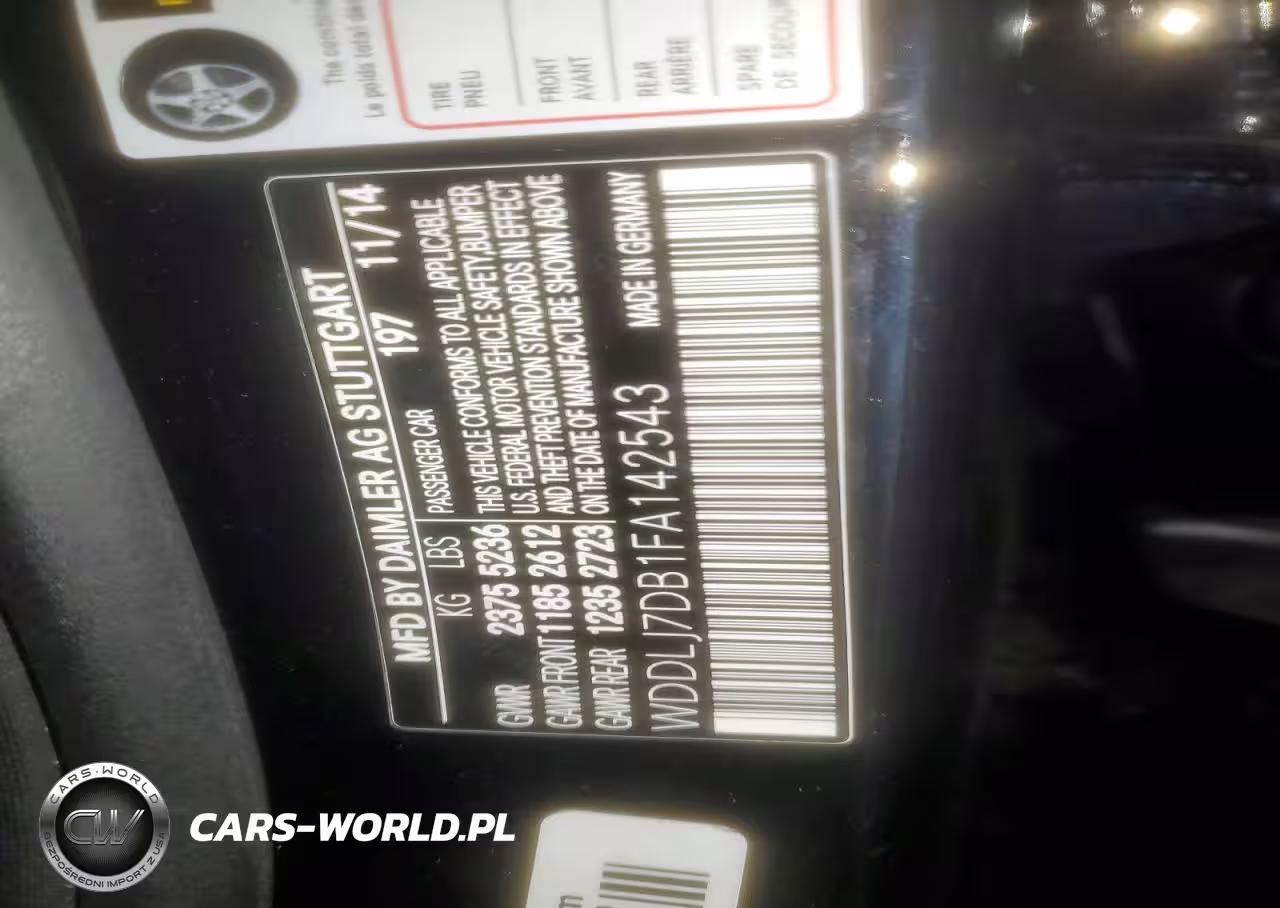 The combined
Le poids total des
TIRE
PNEU
FRONT
AVANT
REAR
ARRIÈRE
SPARE
DE SECOURS
MFD BY DAIMLER AG STUTTGART
197 11/14
KG LBS PASSENGER CAR
GVWR 2375 5236 THIS VEHICLE CONFORMS TO ALL APPLICABLE
U.S. FEDERAL MOTOR VEHICLE SAFETY, BUMPER
GAWR FRONT 1185 2612 AND THEFT PREVENTION STANDARDS IN EFFECT
GAWR REAR 1235 2723 ON THE DATE OF MANUFACTURE SHOWN ABOVE
WDDLJ7DB1FA142543 MADE IN GERMANY
CARS-WORLD
CW
BEZPOŚREDNI IMPORT Z USA
CARS-WORLD.PL